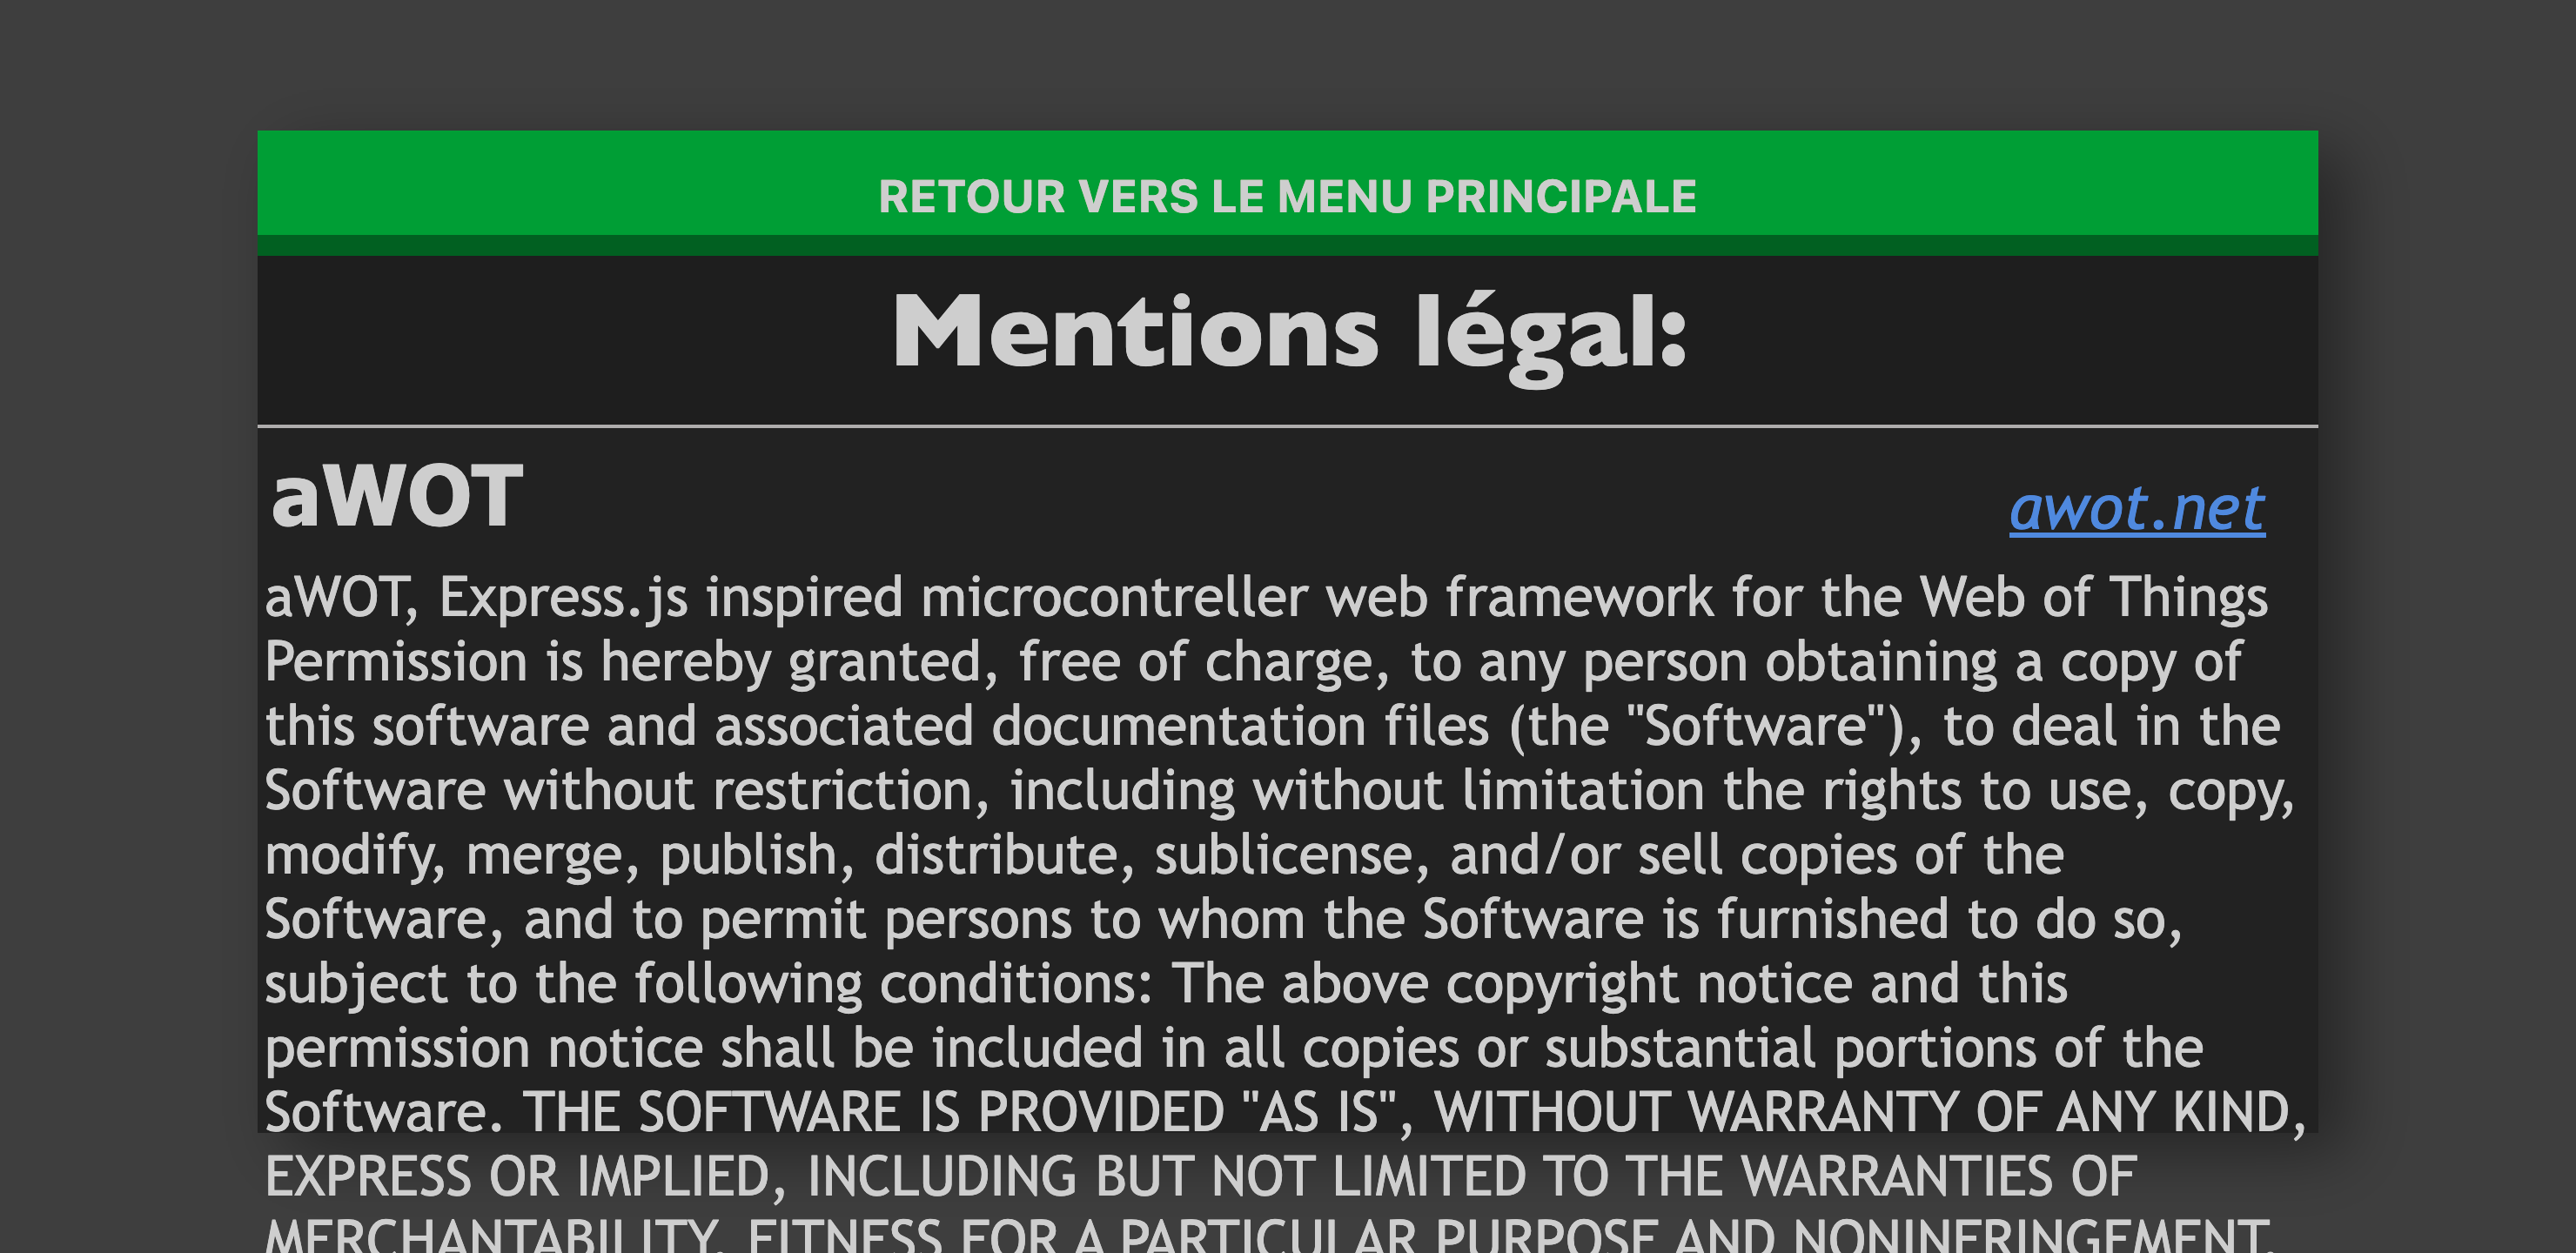 RETOUR VERS LE MENU PRINCIPALE
Mentions légal:
aWOT
awot.net
aWOT, Express.js inspired microcontreller web framework for the Web of Things
Permission is hereby granted, free of charge, to any person obtaining a copy of
this software and associated documentation files (the "Software"), to deal in the
Software without restriction, including without limitation the rights to use, copy,
modify, merge, publish, distribute, sublicense, and/or sell copies of the
Software, and to permit persons to whom the Software is furnished to do so,
subject to the following conditions: The above copyright notice and this
permission notice shall be included in all copies or substantial portions of the
Software. THE SOFTWARE IS PROVIDED "AS IS", WITHOUT WARRANTY OF ANY KIND,
EXPRESS OR IMPLIED, INCLUDING BUT NOT LIMITED TO THE WARRANTIES OF
MERCHANTABILITY, FITNESS FOR A PARTICULAR PURPOSE AND NONINFRINGEMENT.